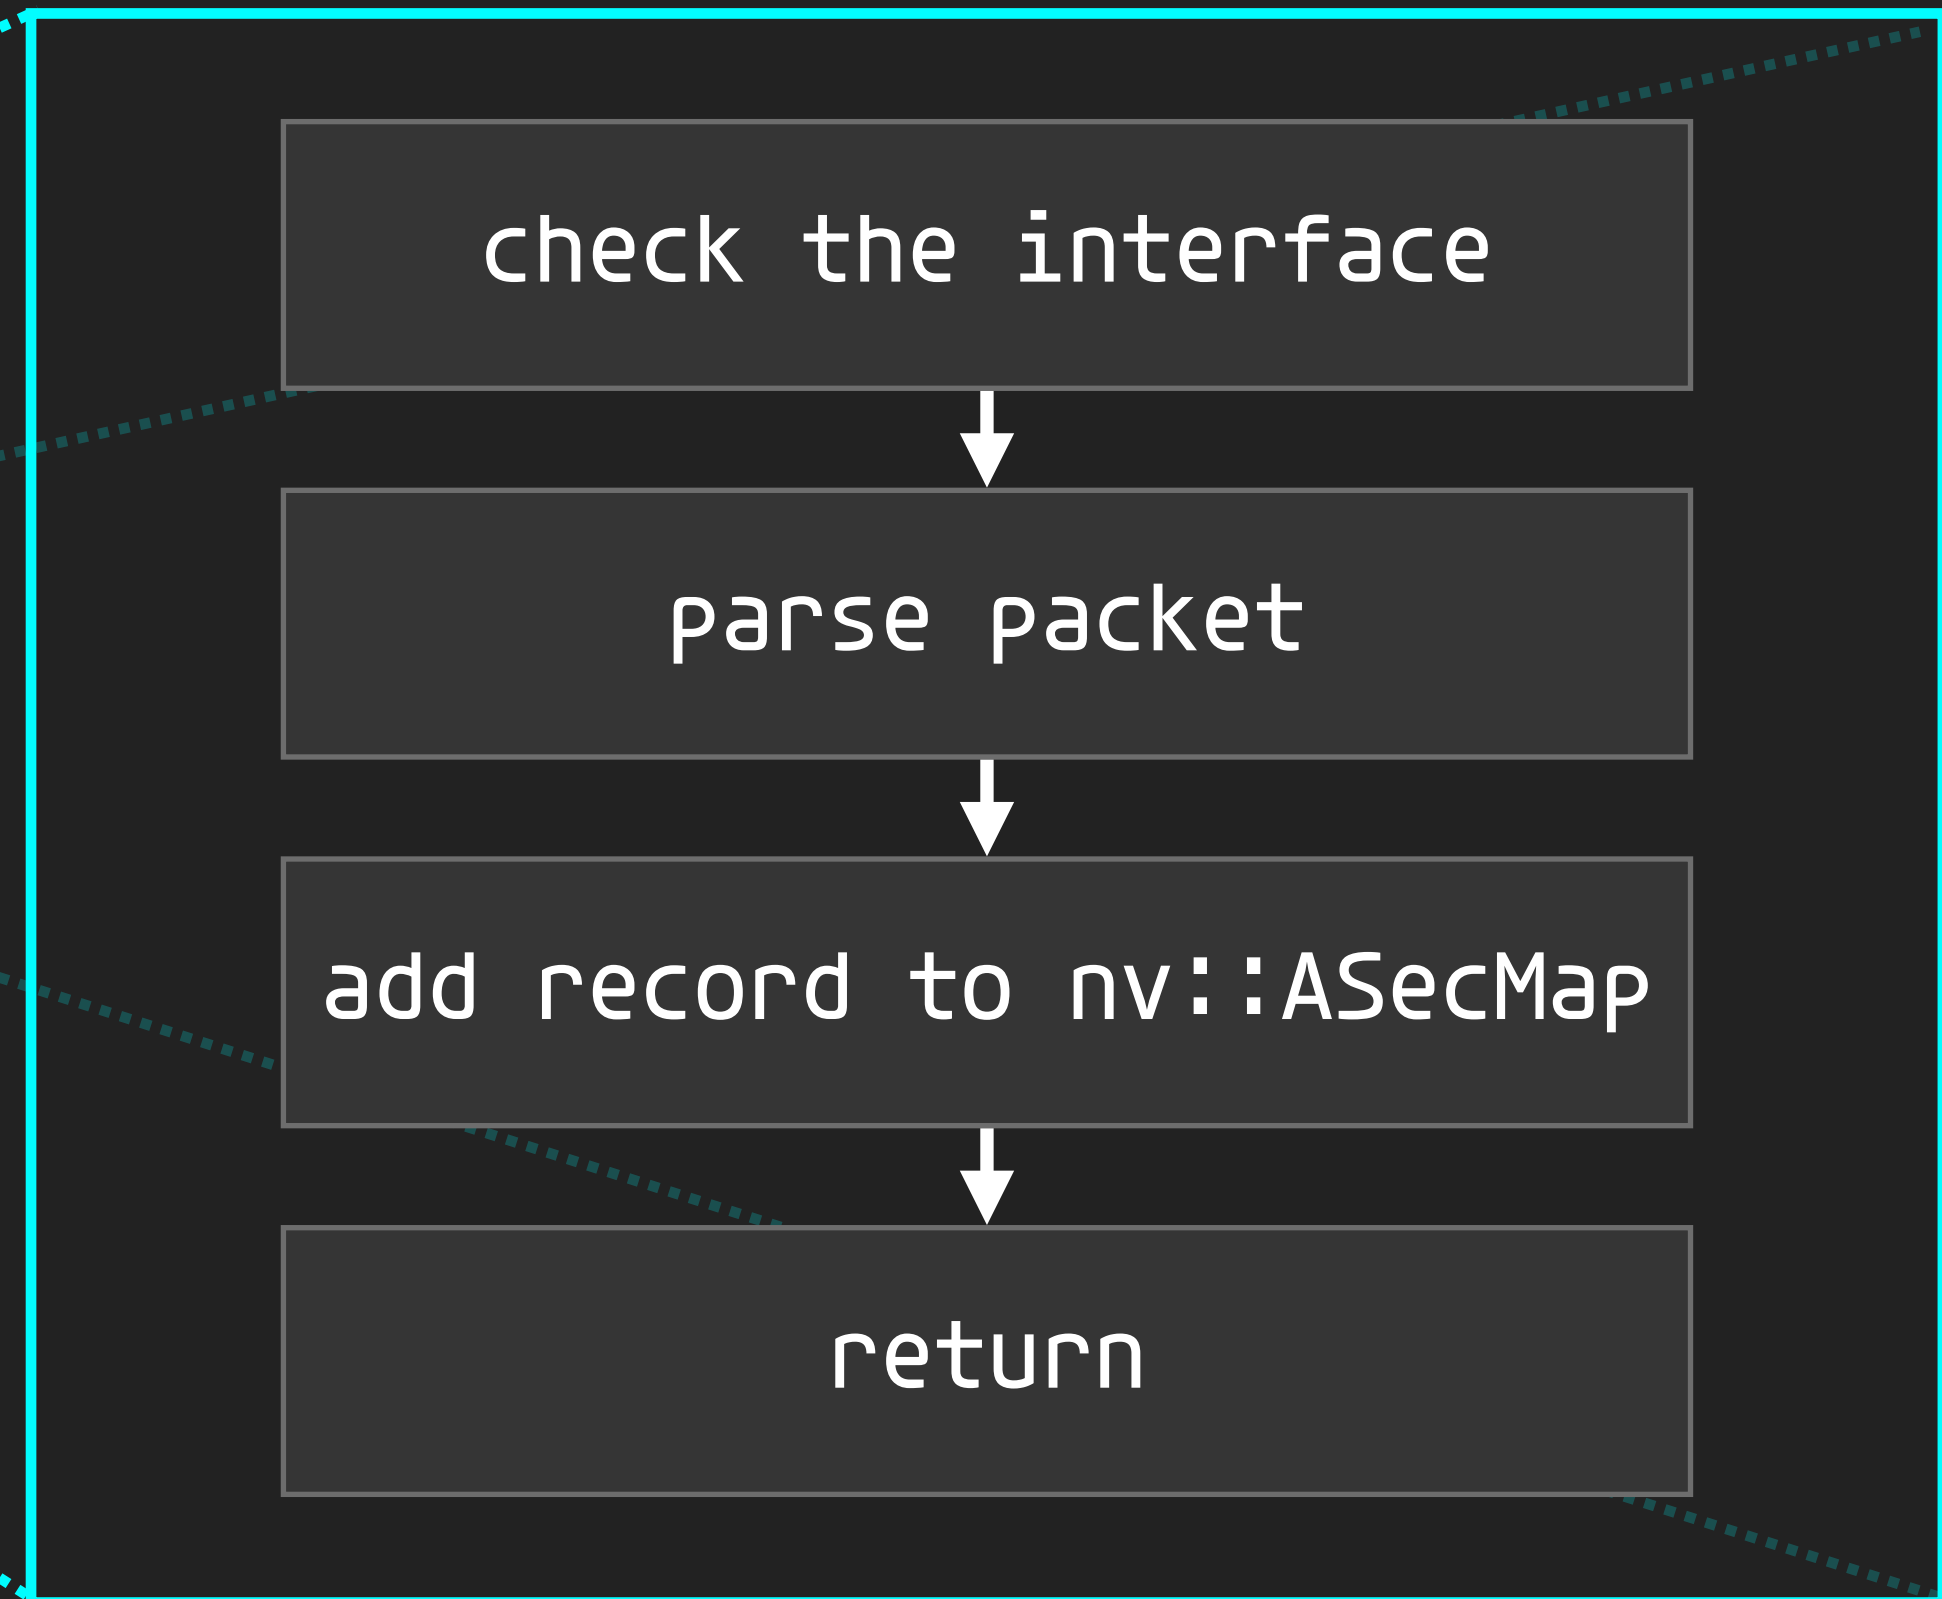 check the interface
parse packet
add record to nv::ASecMap
return